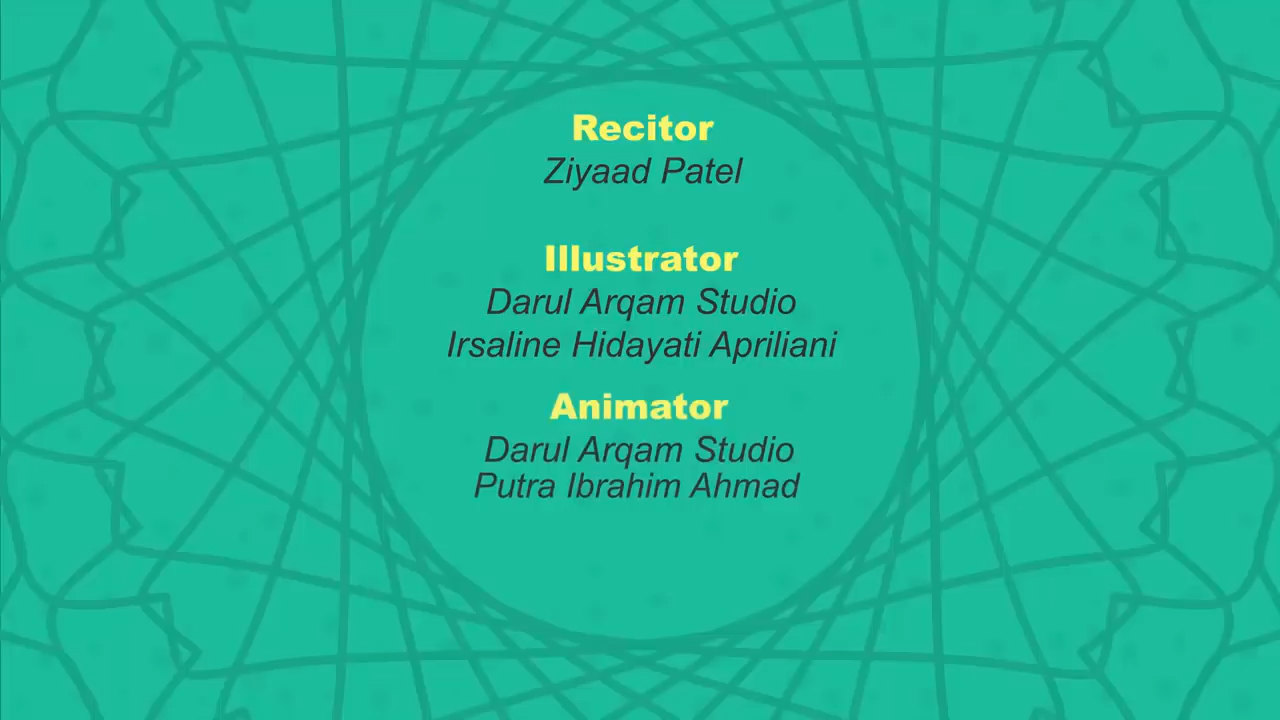 Recitor
Ziyaad Patel
Illustrator
Darul Arqam Studio
Irsaline Hidayati Apriliani
Animator
Darul Arqam Studio
Putra Ibrahim Ahmad